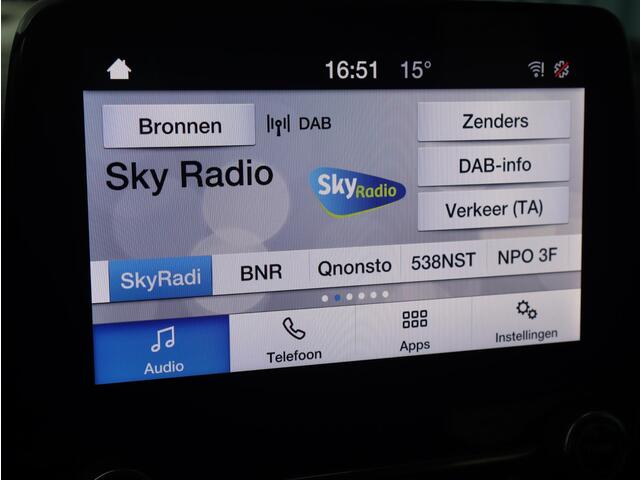 16:51 15°
Bronnen
DAB
Zenders
Sky Radio
Sky Radio
DAB-info
Verkeer (TA)
SkyRadi
BNR
Qnonsto
538NST
NPO 3F
Audio
Telefoon
Apps
Instellingen